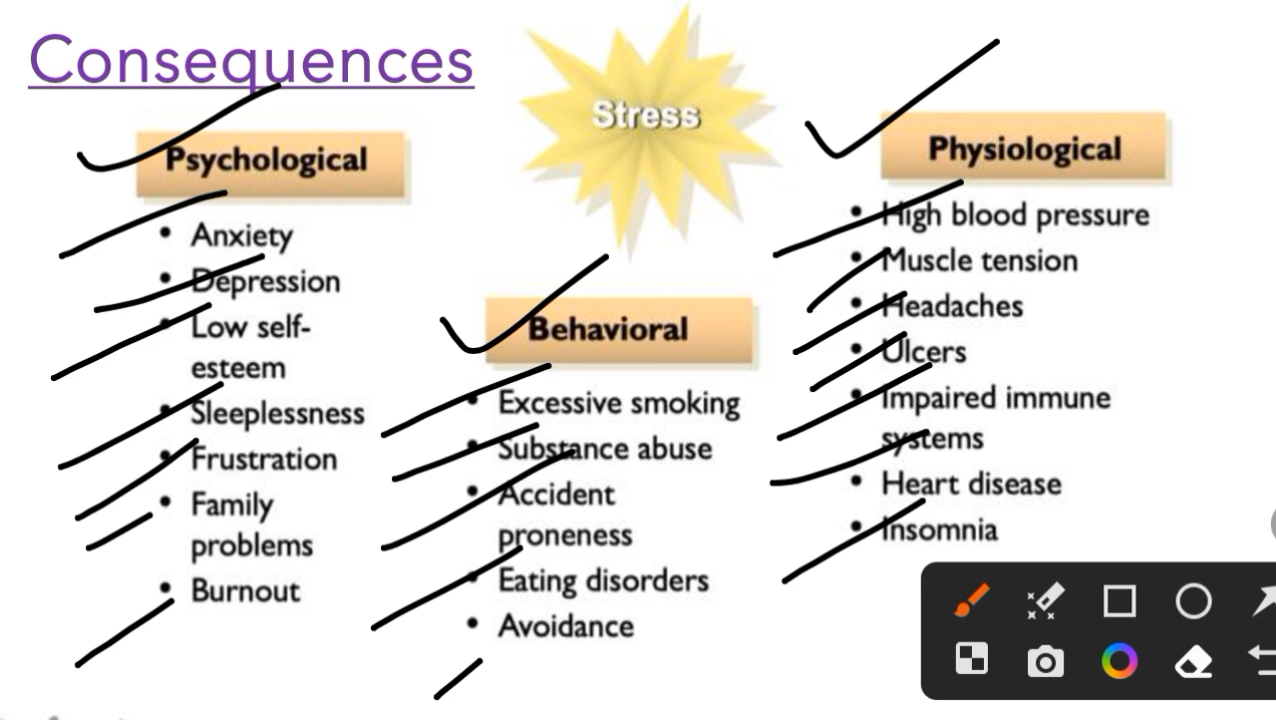 Consequences
Stress
Psychological
• Anxiety
• Depression
• Low self-
esteem
• Sleeplessness
• Frustration
• Family
problems
• Burnout
Behavioral
• Excessive smoking
• Substance abuse
• Accident
proneness
• Eating disorders
• Avoidance
Physiological
• High blood pressure
• Muscle tension
• Headaches
• Ulcers
• Impaired immune
systems
• Heart disease
• Insomnia